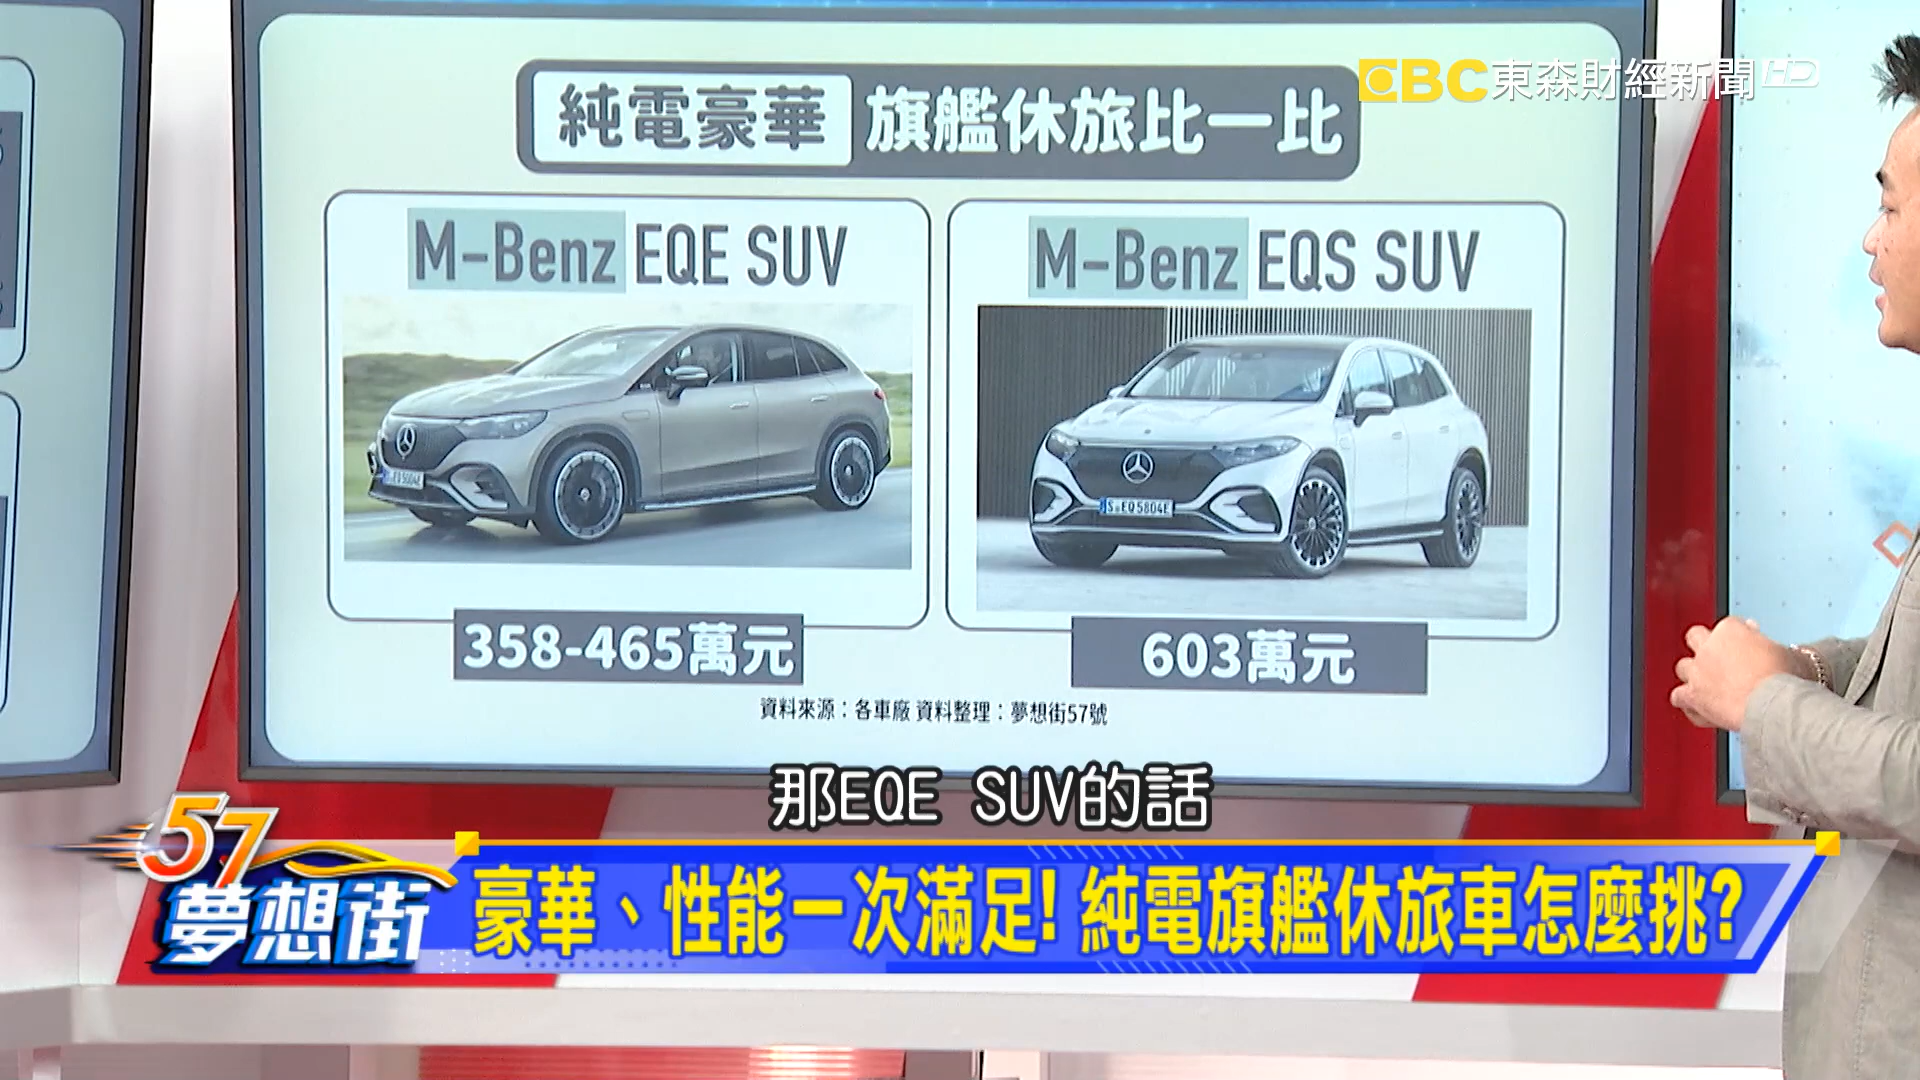 EBC東森財經新聞HD
純電豪華 旗艦休旅比一比
M-Benz EQE SUV
M-Benz EQS SUV
S EQ 5804E
358-465萬元
603萬元
資料來源：各車廠 資料整理：夢想街57號
那EQE SUV的話
57
夢想街
豪華、性能一次滿足! 純電旗艦休旅車怎麼挑?